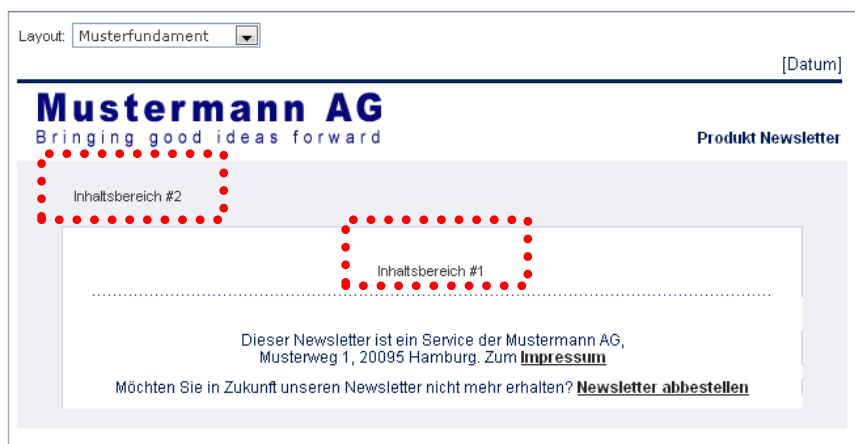 Layout: Musterfundament
[Datum]
Mustermann AG
Bringing good ideas forward
Produkt Newsletter
Inhaltsbereich #2
Inhaltsbereich #1
Dieser Newsletter ist ein Service der Mustermann AG,
Musterweg 1, 20095 Hamburg. Zum Impressum
Möchten Sie in Zukunft unseren Newsletter nicht mehr erhalten? Newsletter abbestellen